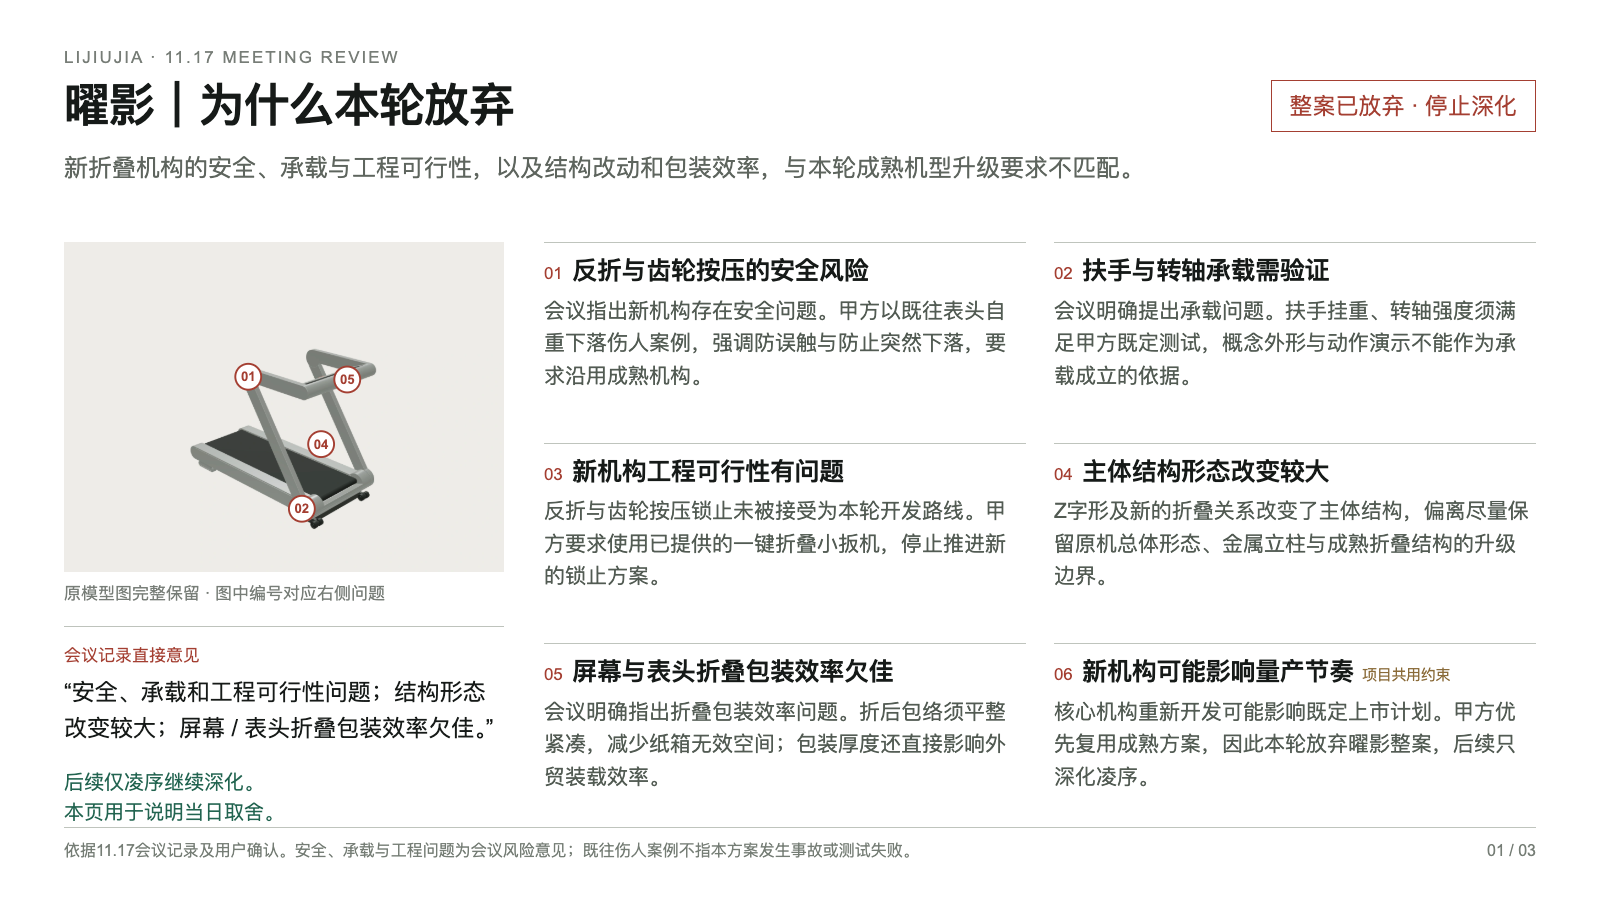 LIJIUJIA · 11.17 MEETING REVIEW
曜影｜为什么本轮放弃
整案已放弃 · 停止深化
新折叠机构的安全、承载与工程可行性，以及结构改动和包装效率，与本轮成熟机型升级要求不匹配。
01
05
04
02
原模型图完整保留 · 图中编号对应右侧问题
会议记录直接意见
“安全、承载和工程可行性问题；结构形态
改变较大；屏幕 / 表头折叠包装效率欠佳。”
后续仅凌序继续深化。
本页用于说明当日取舍。
01 反折与齿轮按压的安全风险
会议指出新机构存在安全问题。甲方以既往表头自
重下落伤人案例，强调防误触与防止突然下落，要
求沿用成熟机构。
02 扶手与转轴承载需验证
会议明确提出承载问题。扶手挂重、转轴强度须满
足甲方既定测试，概念外形与动作演示不能作为承
载成立的依据。
03 新机构工程可行性有问题
反折与齿轮按压锁止未被接受为本轮开发路线。甲
方要求使用已提供的一键折叠小扳机，停止推进新
的锁止方案。
04 主体结构形态改变较大
Z字形及新的折叠关系改变了主体结构，偏离尽量保
留原机总体形态、金属立柱与成熟折叠结构的升级
边界。
05 屏幕与表头折叠包装效率欠佳
会议明确指出折叠包装效率问题。折后包络须平整
紧凑，减少纸箱无效空间；包装厚度还直接影响外
贸装载效率。
06 新机构可能影响量产节奏 项目共用约束
核心机构重新开发可能影响既定上市计划。甲方优
先复用成熟方案，因此本轮放弃曜影整案，后续只
深化凌序。
依据11.17会议记录及用户确认。安全、承载与工程问题为会议风险意见；既往伤人案例不指本方案发生事故或测试失败。
01 / 03